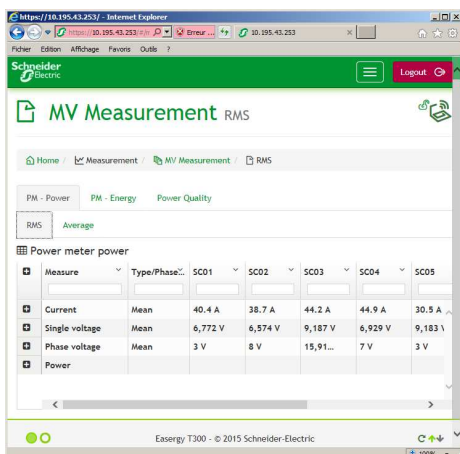 https://10.195.43.253/ - Internet Explorer
https://10.195.43.253/#/r Erreur ... 10.195.43.253
Fichier Edition Affichage Favoris Outils ?
Schneider Electric
Logout
MV Measurement RMS
Home / Measurement / MV Measurement / RMS
PM - Power PM - Energy Power Quality
RMS Average
Power meter power
Measure Type/Phase... SC01 SC02 SC03 SC04 SC05
Current Mean 40.4 A 38.7 A 44.2 A 44.9 A 30.5 A
Single voltage Mean 6,772 V 6,574 V 9,187 V 6,929 V 9,183 V
Phase voltage Mean 3 V 8 V 15,91... 7 V 3 V
Power
Easergy T300 - © 2015 Schneider-Electric
100%